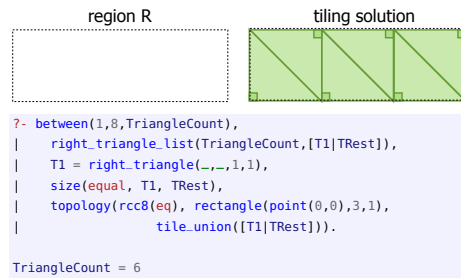 region R
tiling solution
?- between(1,8,TriangleCount),
|    right_triangle_list(TriangleCount,[T1|TRest]),
|    T1 = right_triangle(_,_,1,1),
|    size(equal, T1, TRest),
|    topology(rcc8(eq), rectangle(point(0,0),3,1),
|                   tile_union([T1|TRest])).
TriangleCount = 6